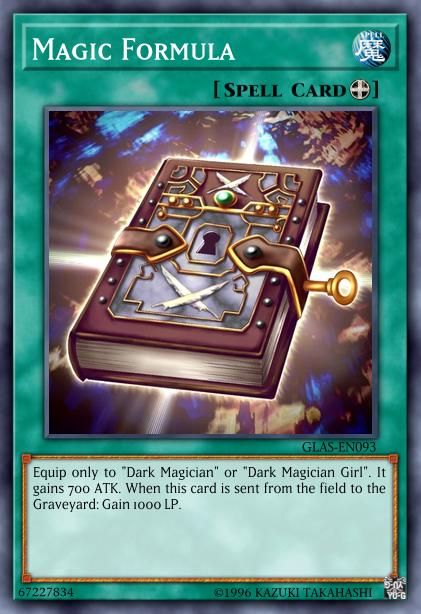 Magic Formula
SPELL
魔
[Spell Card]
GLAS-EN093
Equip only to "Dark Magician" or "Dark Magician Girl". It
gains 700 ATK. When this card is sent from the field to the
Graveyard: Gain 1000 LP.
67227834
©1996 KAZUKI TAKAHASHI